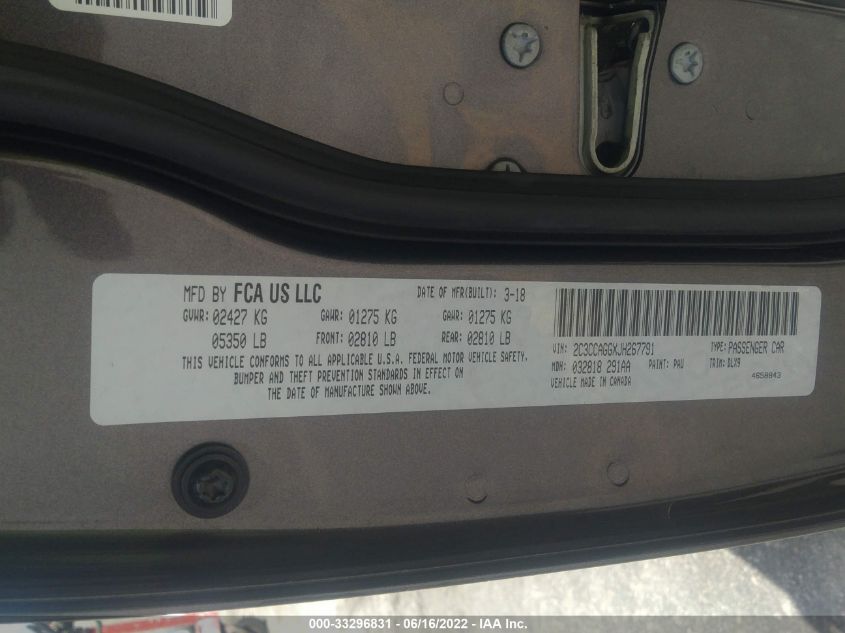 MFD BY FCA US LLC DATE OF MFR(BUILT): 3-18
GVWR: 02427 KG GAWR: 01275 KG GAWR: 01275 KG
05350 LB FRONT: 02810 LB REAR: 02810 LB
THIS VEHICLE CONFORMS TO ALL APPLICABLE U.S.A. FEDERAL MOTOR VEHICLE SAFETY,
BUMPER AND THEFT PREVENTION STANDARDS IN EFFECT ON
THE DATE OF MANUFACTURE SHOWN ABOVE.
VIN: 2C3CCAGGKJH267791 TYPE: PASSENGER CAR
MDH: 032818 291AA PAINT: PAU TRIM: DLX9
VEHICLE MADE IN CANADA 4658843
000-33296831 - 06/16/2022 - IAA Inc.